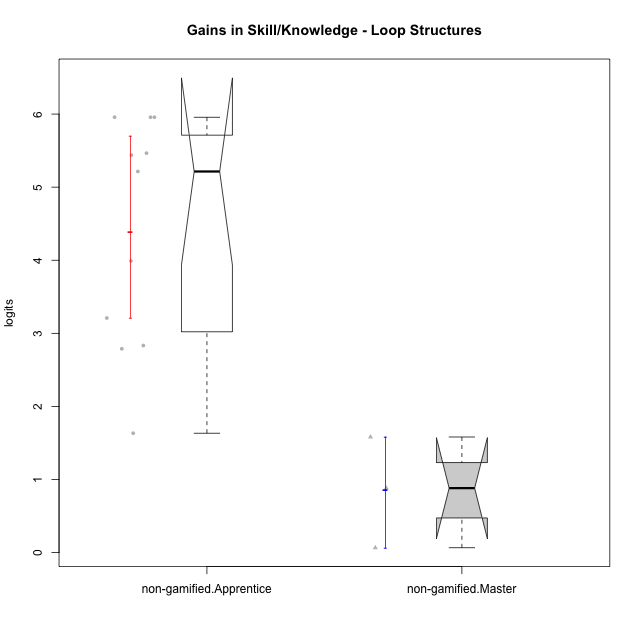 Gains in Skill/Knowledge - Loop Structures
logits
6
5
4
3
2
1
0
non-gamified.Apprentice
non-gamified.Master